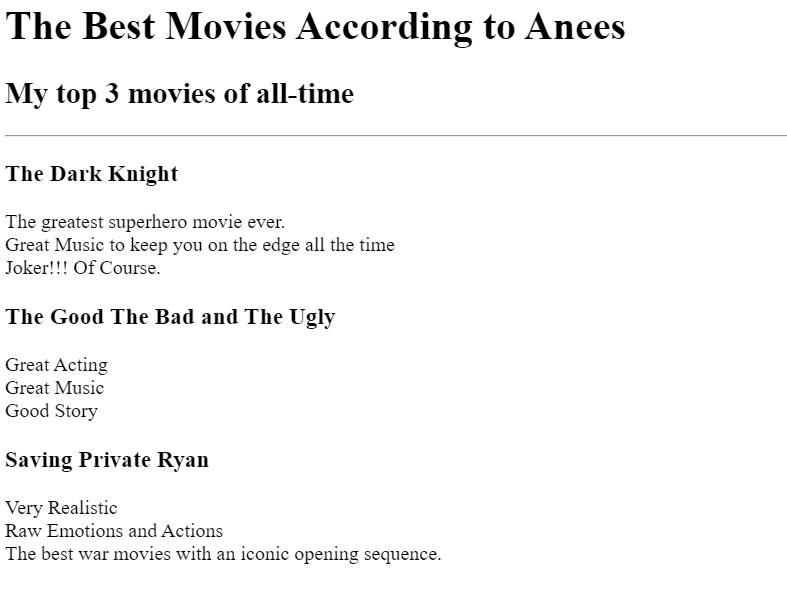 The Best Movies According to Anees
My top 3 movies of all-time
The Dark Knight
The greatest superhero movie ever.
Great Music to keep you on the edge all the time
Joker!!! Of Course.
The Good The Bad and The Ugly
Great Acting
Great Music
Good Story
Saving Private Ryan
Very Realistic
Raw Emotions and Actions
The best war movies with an iconic opening sequence.